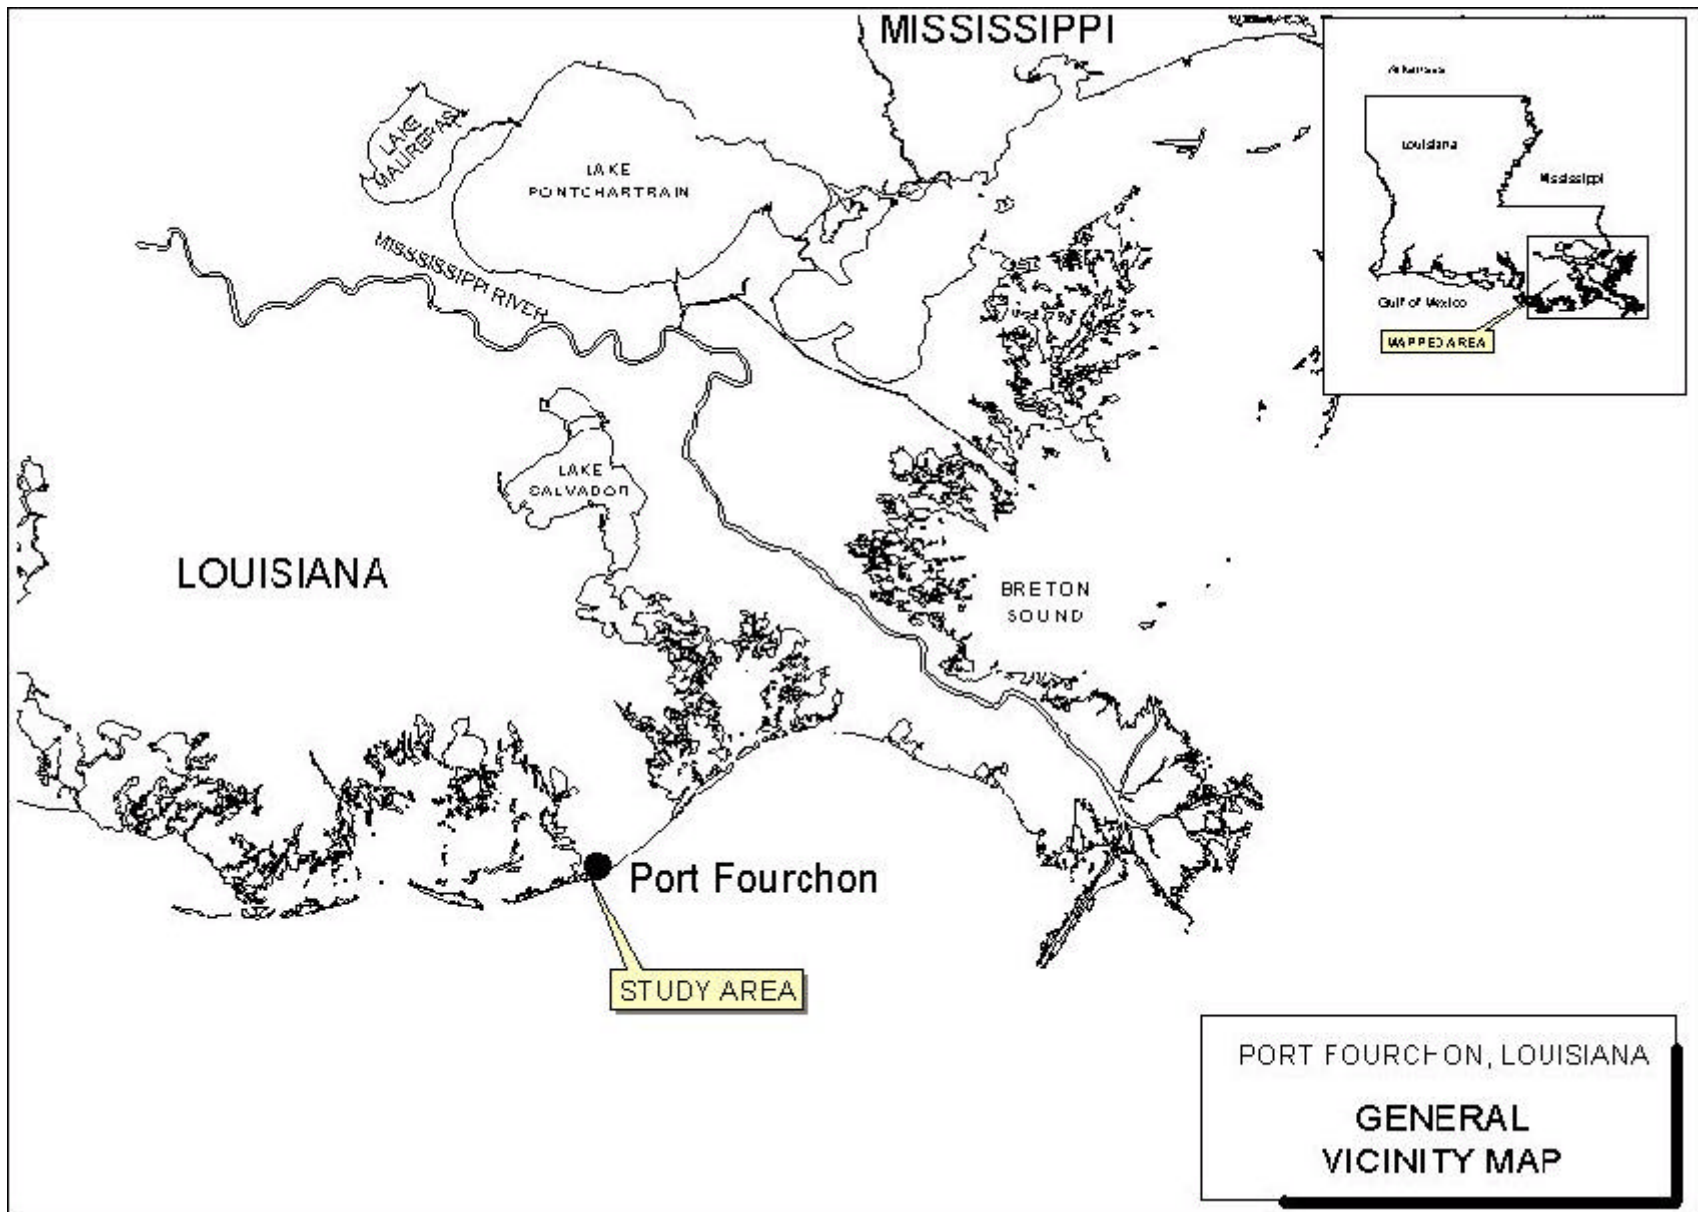 MISSISSIPPI
Arkansas
Louisiana
Mississippi
Gulf of Mexico
MAPPED AREA
LAKE
MAUREPAS
LAKE
PONTCHARTRAIN
MISSISSIPPI RIVER
LAKE
SALVADOR
LOUISIANA
BRETON
SOUND
Port Fourchon
STUDY AREA
PORT FOURCHON, LOUISIANA
GENERAL
VICINITY MAP